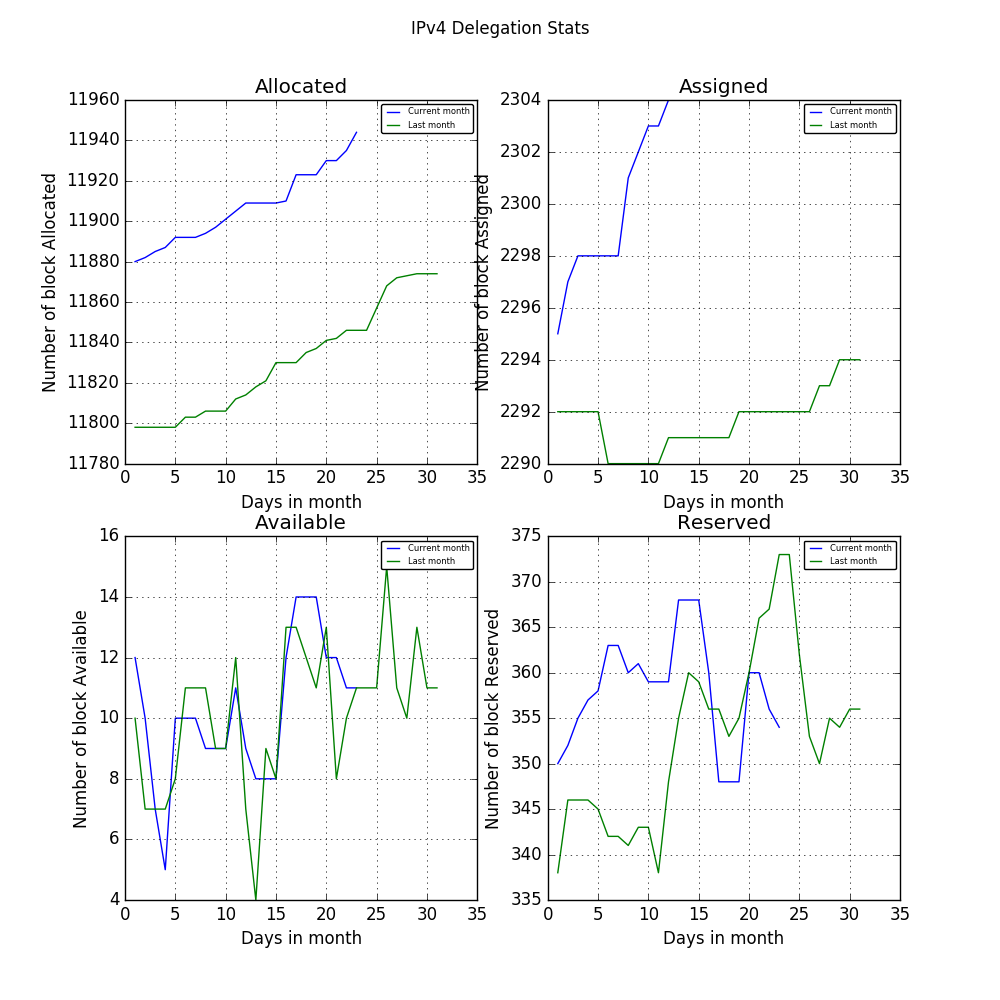 IPv4 Delegation Stats
Allocated
Number of block Allocated
11960
11940
11920
11900
11880
11860
11840
11820
11800
11780
0 5 10 15 20 25 30 35
Days in month
Current month
Last month
Assigned
Number of block Assigned
2304
2302
2300
2298
2296
2294
2292
2290
0 5 10 15 20 25 30 35
Days in month
Current month
Last month
Available
Number of block Available
16
14
12
10
8
6
4
0 5 10 15 20 25 30 35
Days in month
Current month
Last month
Reserved
Number of block Reserved
375
370
365
360
355
350
345
340
335
0 5 10 15 20 25 30 35
Days in month
Current month
Last month